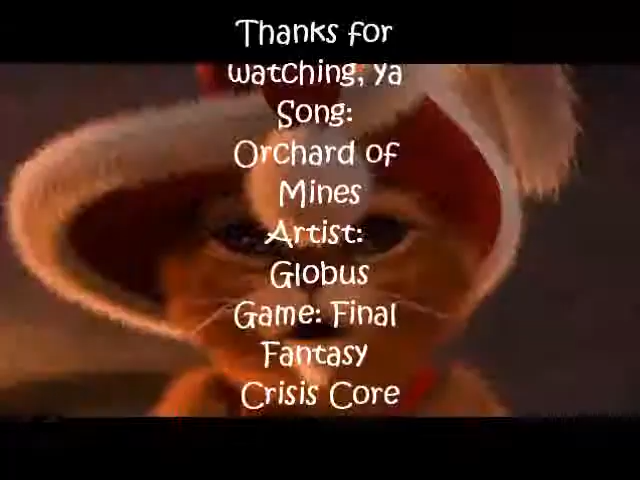 Thanks for
watching, ya
Song:
Orchard of
Mines
Artist:
Globus
Game: Final
Fantasy
Crisis Core